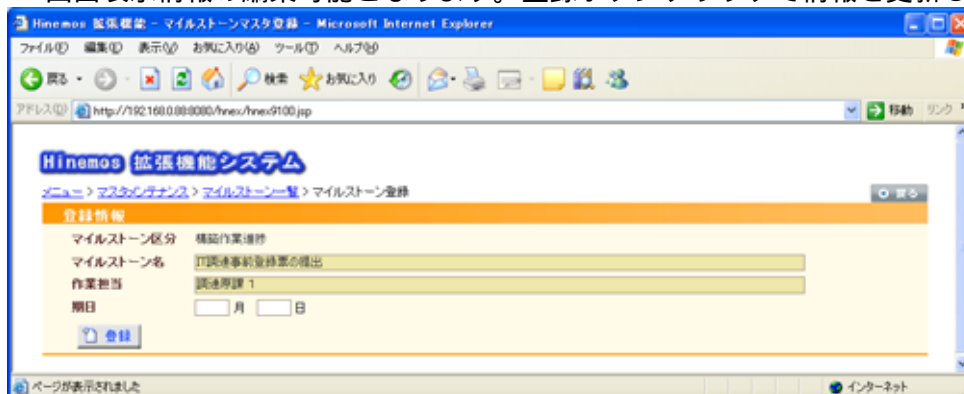 画面表示情報の編集可能となります。登録ボタンクリックで情報を更新し
Hinemos 拡張機能 - マイルストーンマスタ登録 - Microsoft Internet Explorer
ファイル(F) 編集(E) 表示(V) お気に入り(A) ツール(T) ヘルプ(H)
戻る 検索 お気に入り
アドレス(D) http://192.168.0.88:8080/hnex/hnex9100.jsp 移動 リンク
Hinemos 拡張機能システム
メニュー > マスタメンテナンス > マイルストーン一覧 > マイルストーン登録 戻る
登録情報
マイルストーン区分 構築作業進捗
マイルストーン名 IT調達事前登録票の提出
作業担当 調達原課 1
期日 月 日
登録
ページが表示されました インターネット